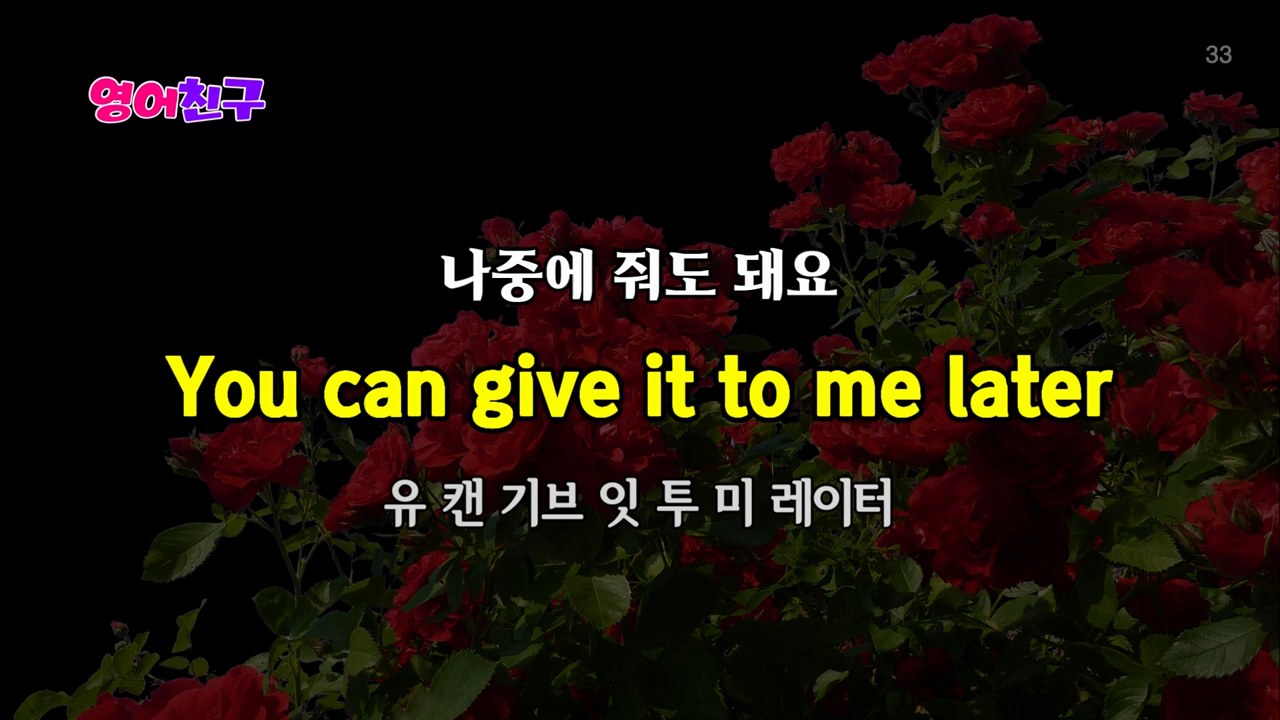 33
영어친구
나중에 줘도 돼요
You can give it to me later
유 캔 기브 잇 투 미 레이터